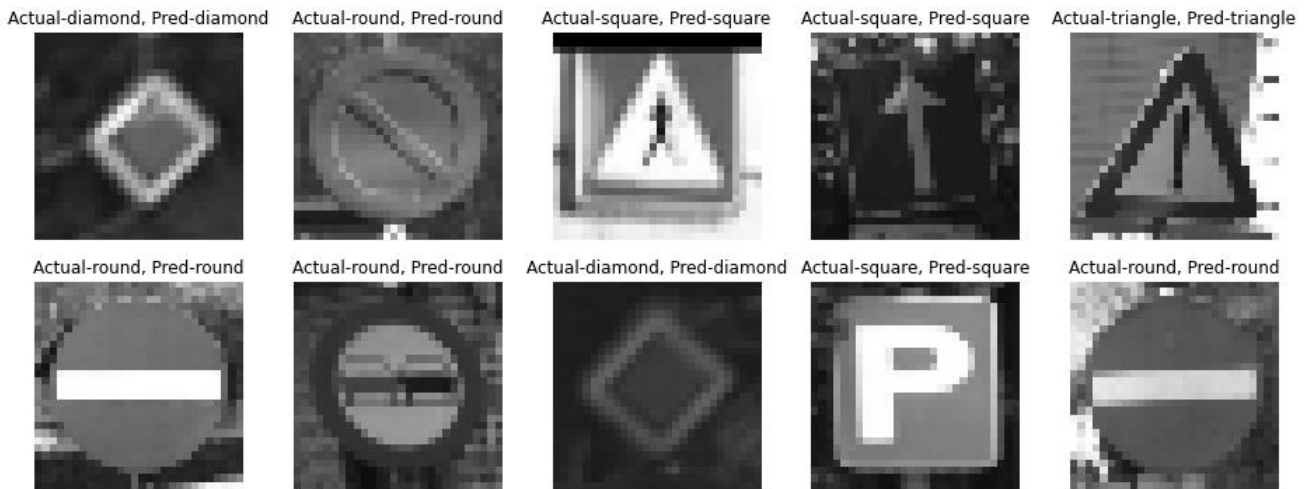 Actual-diamond, Pred-diamond
Actual-round, Pred-round
Actual-square, Pred-square
Actual-square, Pred-square
Actual-triangle, Pred-triangle
Actual-round, Pred-round
Actual-round, Pred-round
Actual-diamond, Pred-diamond
Actual-square, Pred-square
P
Actual-round, Pred-round